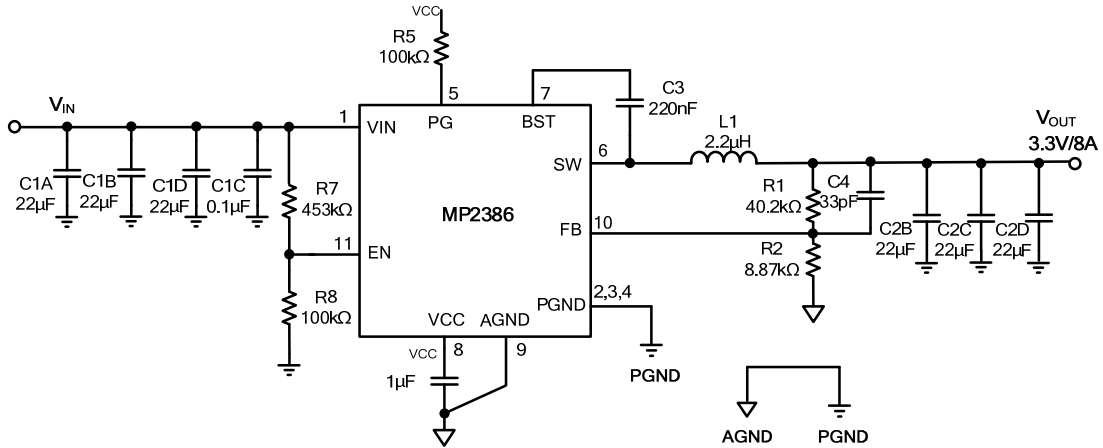 VCC
R5
100kΩ
5
PG
7
BST
C3
220nF
VIN
1
VIN
C1A
22µF
C1B
22µF
C1D
22µF
C1C
0.1µF
R7
453kΩ
11
EN
R8
100kΩ
MP2386
6
SW
L1
2.2µH
VOUT
3.3V/8A
R1
40.2kΩ
C4
33pF
10
FB
R2
8.87kΩ
C2B
22µF
C2C
22µF
C2D
22µF
2,3,4
PGND
PGND
VCC
AGND
VCC
8
9
1µF
AGND
PGND